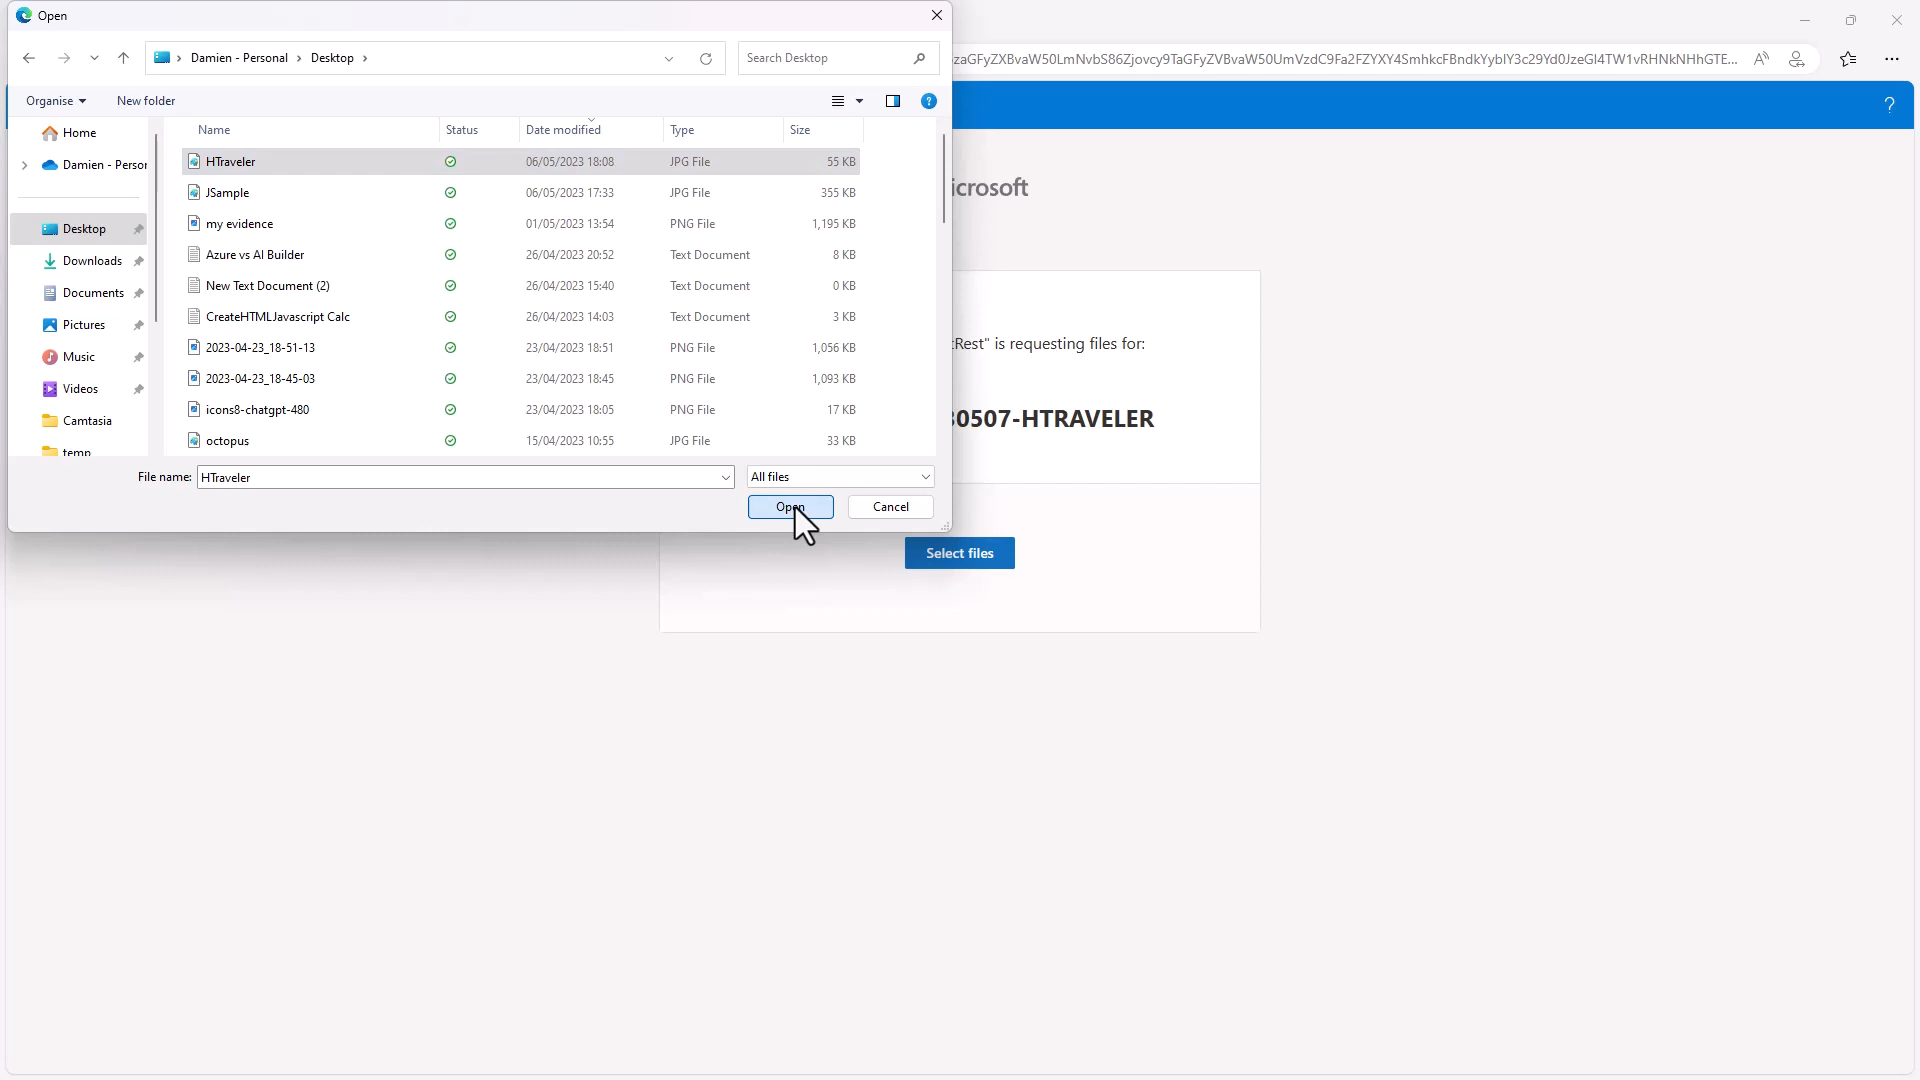 Open
Damien - Personal > Desktop >
Search Desktop
zaGFyZXBvaW50LmNvbS86Zjovcy9TaGFyZVBvaW50UmVzdC9Fa2FZYXY4SmhkcFBndkYyblY3c29Yd0JzeGl4TW1vRHNkNHhGTE...
Organise
New folder
?
?
Name Status Date modified Type Size
Home
Damien - Person
Desktop
Downloads
Documents
Pictures
Music
Videos
Camtasia
temp
HTraveler 06/05/2023 18:08 JPG File 55 KB
JSample 06/05/2023 17:33 JPG File 355 KB
my evidence 01/05/2023 13:54 PNG File 1,195 KB
Azure vs AI Builder 26/04/2023 20:52 Text Document 8 KB
New Text Document (2) 26/04/2023 15:40 Text Document 0 KB
CreateHTMLJavascript Calc 26/04/2023 14:03 Text Document 3 KB
2023-04-23_18-51-13 23/04/2023 18:51 PNG File 1,056 KB
2023-04-23_18-45-03 23/04/2023 18:45 PNG File 1,093 KB
icons8-chatgpt-480 23/04/2023 18:05 PNG File 17 KB
octopus 15/04/2023 10:55 JPG File 33 KB
File name: HTraveler
All files
Open Cancel
icrosoft
tRest" is requesting files for:
30507-HTRAVELER
Select files